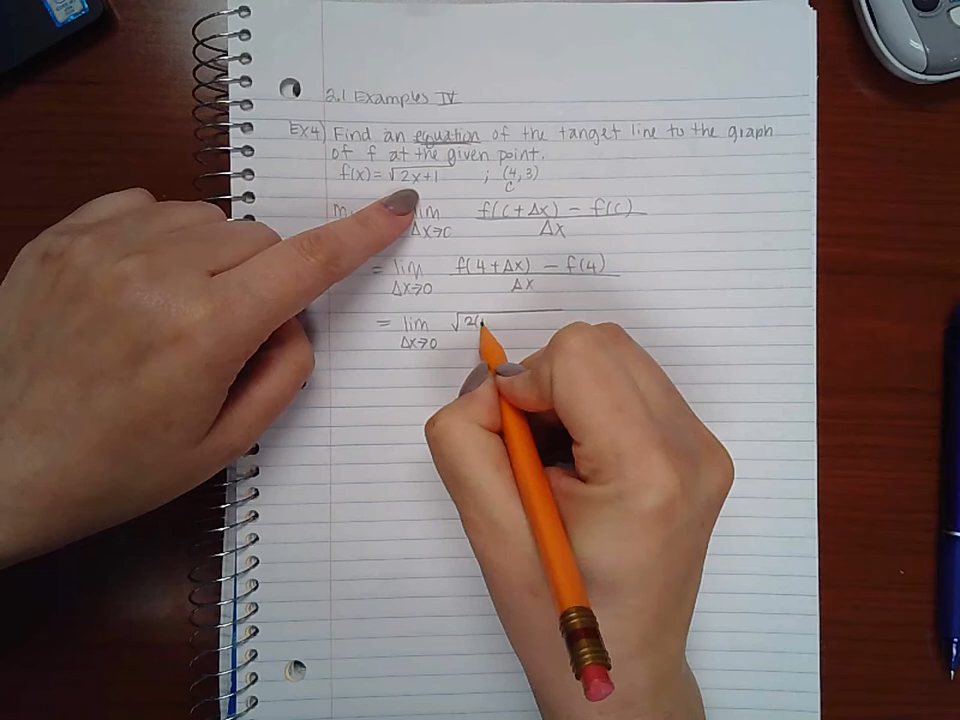 2.1 Examples IV
EX4) Find an equation of the tanget line to the graph
of f at the given point.
f(x) = √2x+1 ; (4,3)
c
m lim f(c+Δx) - f(c)
Δx→0 Δx
= lim f(4+Δx) - f(4)
Δx→0 Δx
= lim √2(
Δx→0